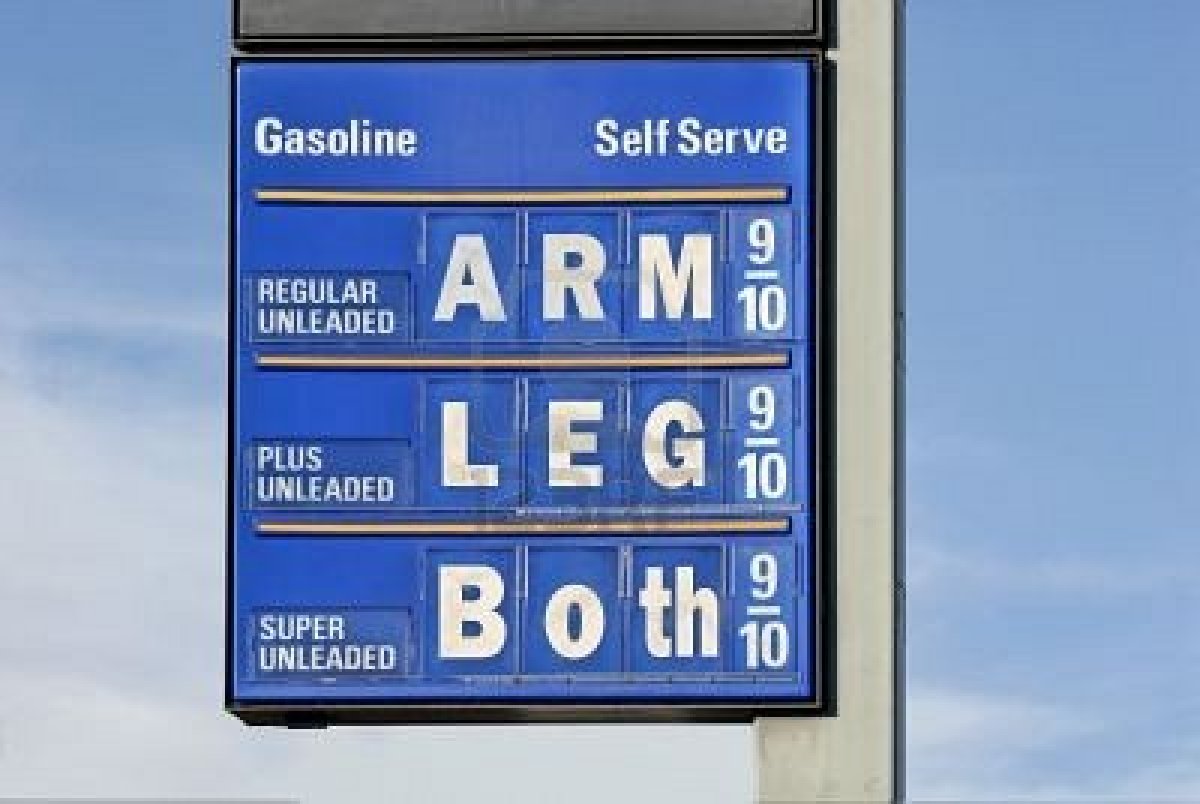 Gasoline Self Serve
REGULAR
UNLEADED
ARM 9/10
PLUS
UNLEADED
LEG 9/10
SUPER
UNLEADED
Both 9/10